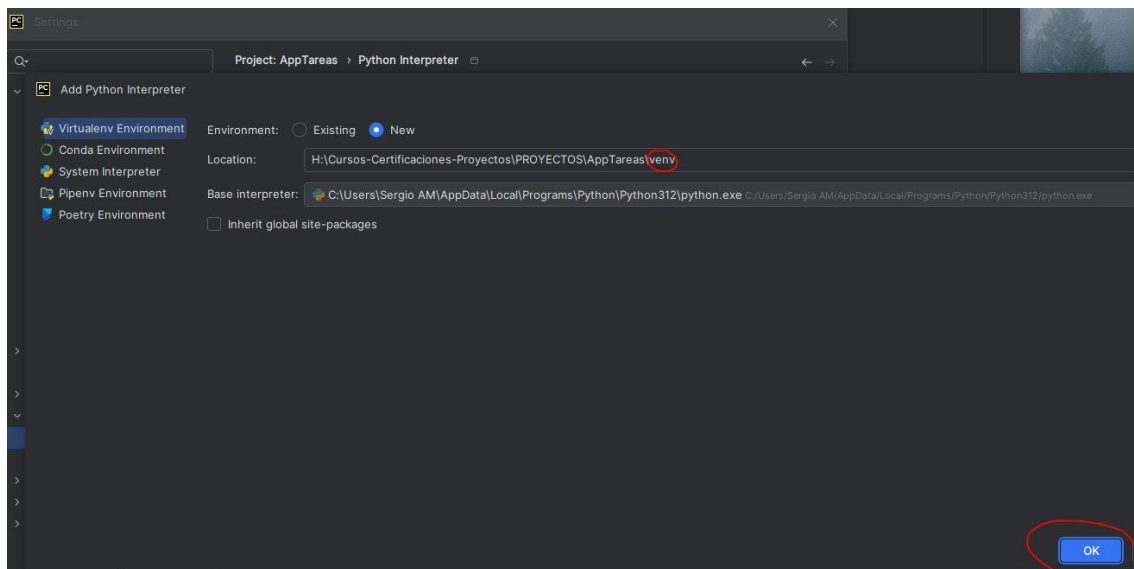 PC Settings
Project: AppTareas › Python Interpreter
PC Add Python Interpreter
Virtualenv Environment
Environment: Existing New
Conda Environment
Location: H:\Cursos-Certificaciones-Proyectos\PROYECTOS\AppTareas\venv
System Interpreter
Pipenv Environment
Base interpreter: C:\Users\Sergio AM\AppData\Local\Programs\Python\Python312\python.exe C:/Users/Sergio AM/AppData/Local/Programs/Python/Python312/python.exe
Poetry Environment
Inherit global site-packages
OK